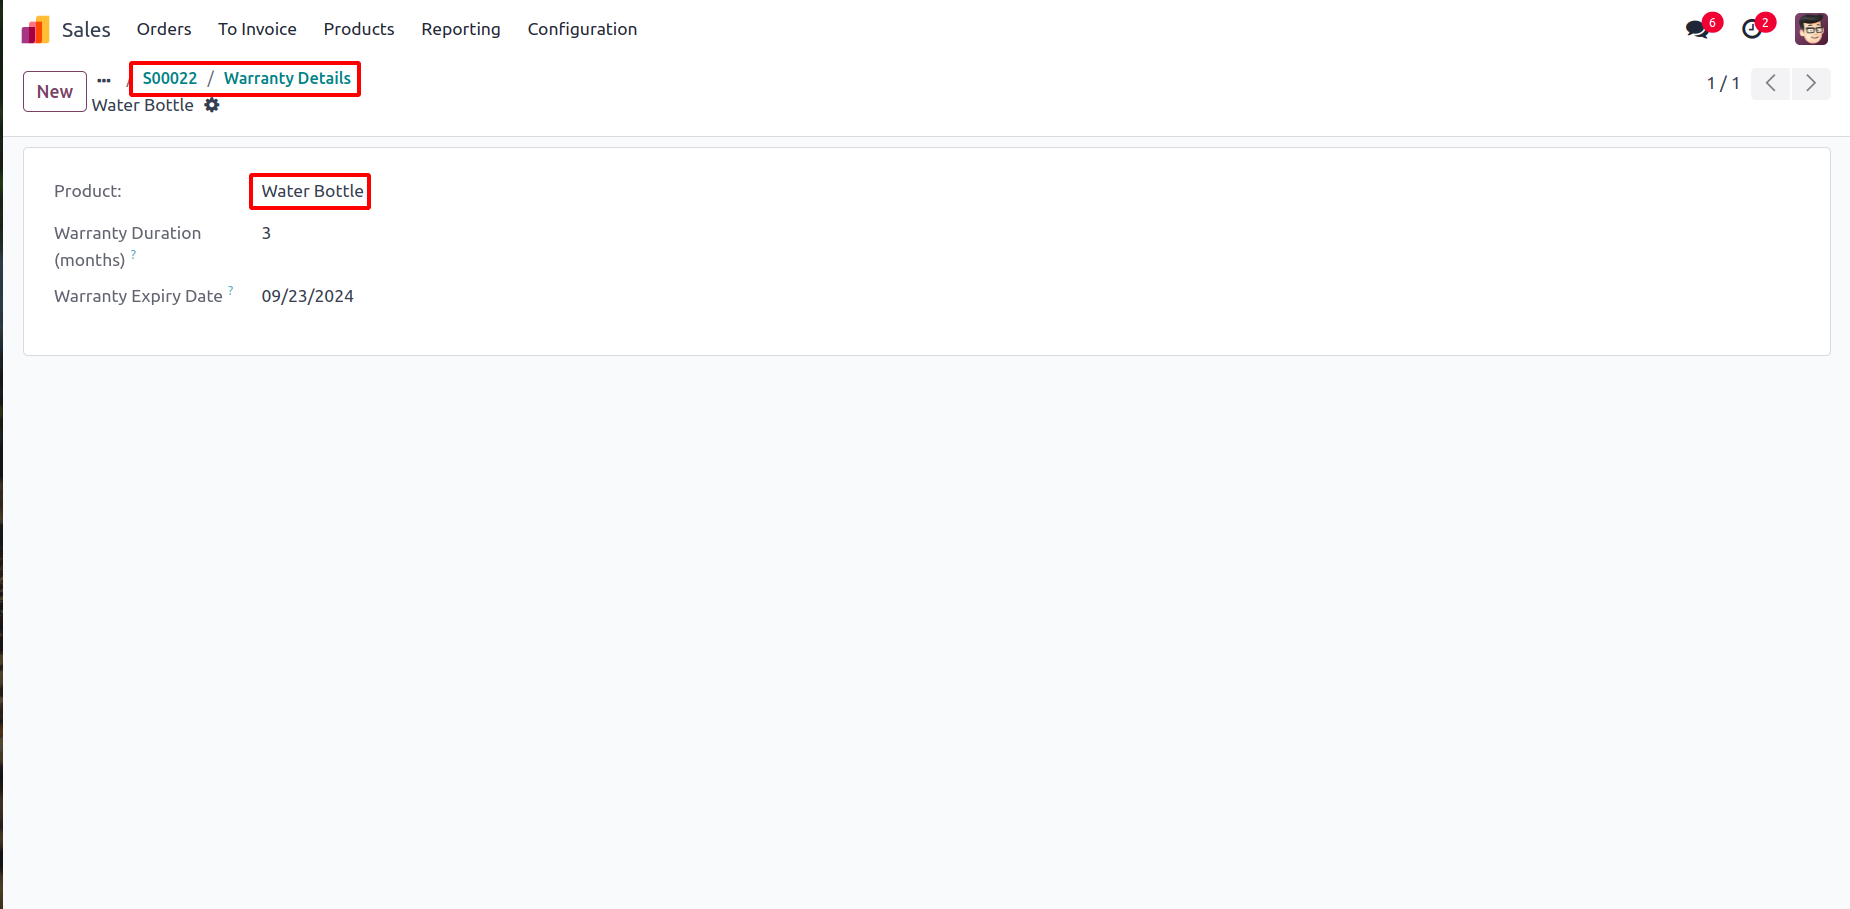 Sales Orders To Invoice Products Reporting Configuration 6 2
New ... / S00022 / Warranty Details 1 / 1
Water Bottle
Product: Water Bottle
Warranty Duration 3
(months) ?
Warranty Expiry Date ? 09/23/2024